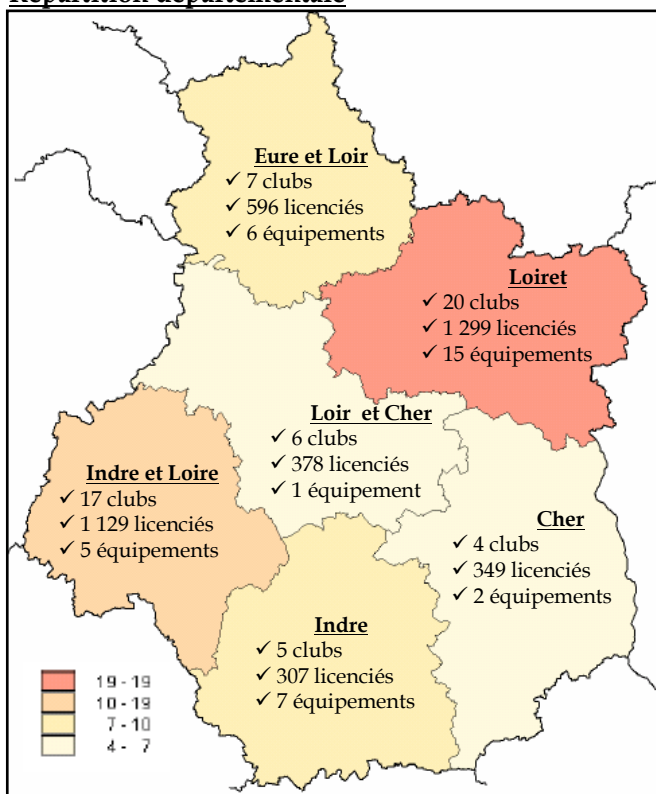 Répartition départementale
Eure et Loir
✓ 7 clubs
✓ 596 licenciés
✓ 6 équipements
Loiret
✓ 20 clubs
✓ 1 299 licenciés
✓ 15 équipements
Loir et Cher
✓ 6 clubs
✓ 378 licenciés
✓ 1 équipement
Indre et Loire
✓ 17 clubs
✓ 1 129 licenciés
✓ 5 équipements
Cher
✓ 4 clubs
✓ 349 licenciés
✓ 2 équipements
Indre
✓ 5 clubs
✓ 307 licenciés
✓ 7 équipements
19 - 19
10 - 19
7 - 10
4 - 7